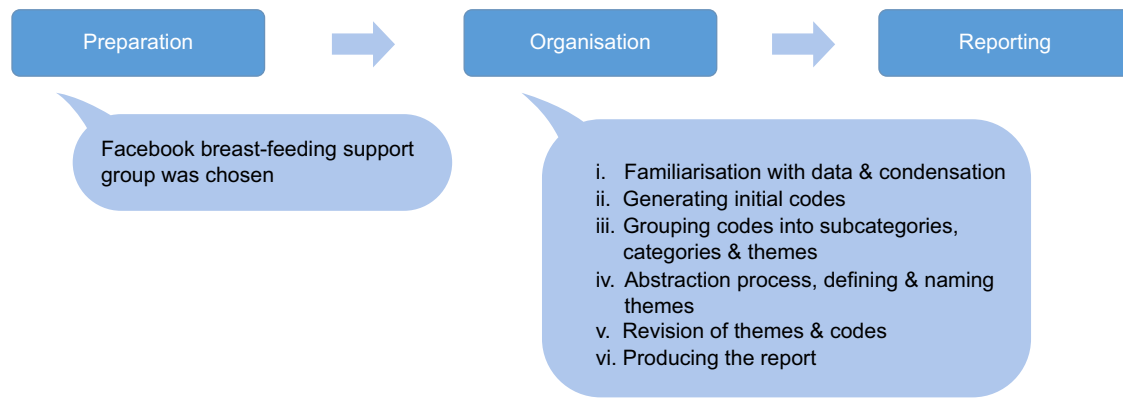 Preparation
Organisation
Reporting
Facebook breast-feeding support
group was chosen
i. Familiarisation with data & condensation
ii. Generating initial codes
iii. Grouping codes into subcategories,
categories & themes
iv. Abstraction process, defining & naming
themes
v. Revision of themes & codes
vi. Producing the report